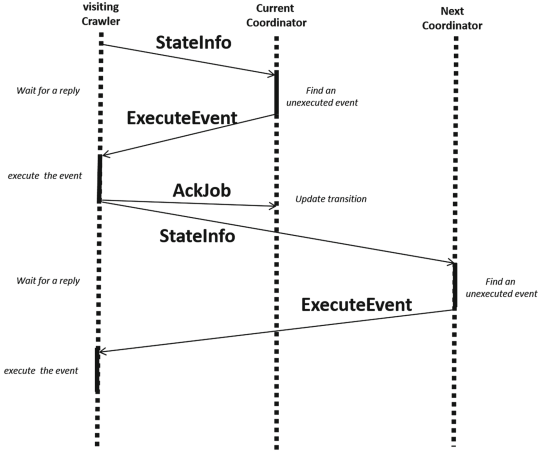 visiting
Crawler
Current
Coordinator
Next
Coordinator
StateInfo
Wait for a reply
Find an
unexecuted event
ExecuteEvent
execute the event
AckJob
Update transition
StateInfo
Wait for a reply
Find an
unexecuted event
ExecuteEvent
execute the event